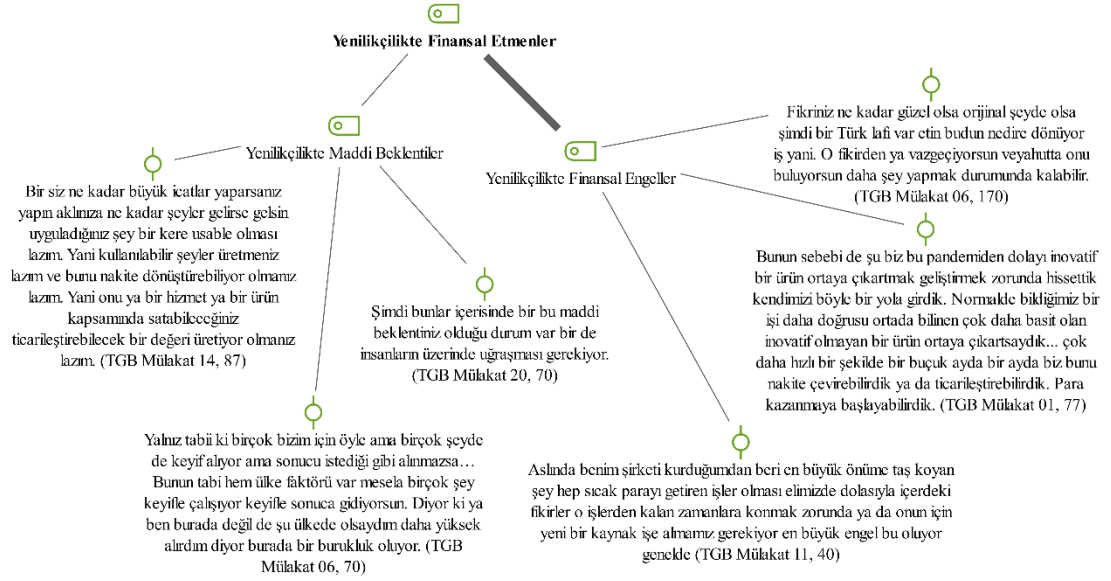 Yenilikçilikte Finansal Etmenler
Yenilikçilikte Maddi Beklentiler
Bir siz ne kadar büyük icatlar yaparsanız
yapın aklınıza ne kadar şeyler gelirse gelsin
uyguladığınız şey bir kere usable olması
lazım. Yani kullanılabilir şeyler üretmeniz
lazım ve bunu nakite dönüştürebiliyor olmanız
lazım. Yani onu ya bir hizmet ya bir ürün
kapsamında satabileceğiniz
ticarileştirebilecek bir değeri üretiyor olmanız
lazım. (TGB Mülakat 14, 87)
Şimdi bunlar içerisinde bir bu maddi
beklentiniz olduğu durum var bir de
insanların üzerinde uğraşması gerekiyor.
(TGB Mülakat 20, 70)
Yalnız tabii ki birçok bizim için öyle ama birçok şeyde
de keyif alıyor ama sonucu istediği gibi alınmazsa…
Bunun tabi hem ülke faktörü var mesela birçok şey
keyifle çalışıyor keyifle sonuca gidiyorsun. Diyor ki ya
ben burada değil de şu ülkede olsaydım daha yüksek
alırdım diyor burada bir burukluk oluyor. (TGB
Mülakat 06, 70)
Yenilikçilikte Finansal Engeller
Fikriniz ne kadar güzel olsa orijinal şeyde olsa
şimdi bir Türk lafi var etin budun nedire dönüyor
iş yani. O fikirden ya vazgeçiyorsun veyahutta onu
buluyorsun daha şey yapmak durumunda kalabilir.
(TGB Mülakat 06, 170)
Bunun sebebi de şu biz bu pandemiden dolayı inovatif
bir ürün ortaya çıkartmak geliştirmek zorunda hissettik
kendimizi böyle bir yola girdik. Normalde bikliğimiz bir
işi daha doğrusu ortada bilinen çok daha basit olan
inovatif olmayan bir ürün ortaya çıkartsaydık... çok
daha hızlı bir şekilde bir buçuk ayda bir ayda biz bunu
nakite çevirebilirdik ya da ticarileştirebilirdik. Para
kazanmaya başlayabilirdik. (TGB Mülakat 01, 77)
Aslında benim şirketi kurduğumdan beri en büyük önüme taş koyan
şey hep sıcak parayı getiren işler olması elimizde dolasıyla içerdeki
fikirler o işlerden kalan zamanlara konmak zorunda ya da onun için
yeni bir kaynak işe almamız gerekiyor en büyük engel bu oluyor
genelde (TGB Mülakat 11, 40)